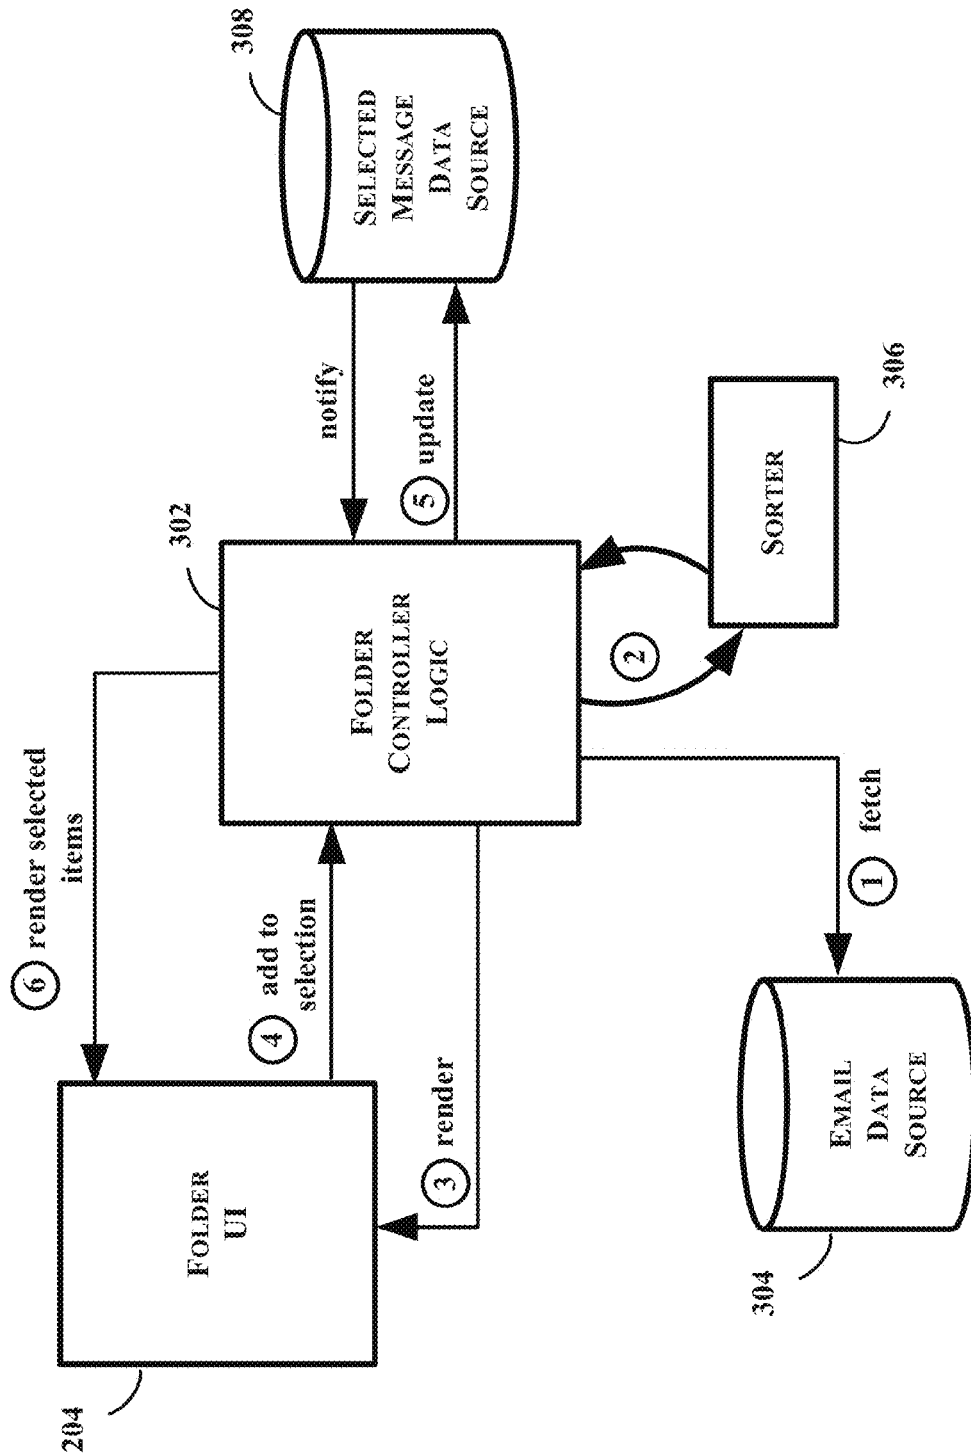 204
FOLDER
UI
6 render selected
items
4 add to
selection
3 render
302
FOLDER
CONTROLLER
LOGIC
308
SELECTED
MESSAGE
DATA
SOURCE
notify
5 update
2
306
SORTER
1 fetch
304
EMAIL
DATA
SOURCE